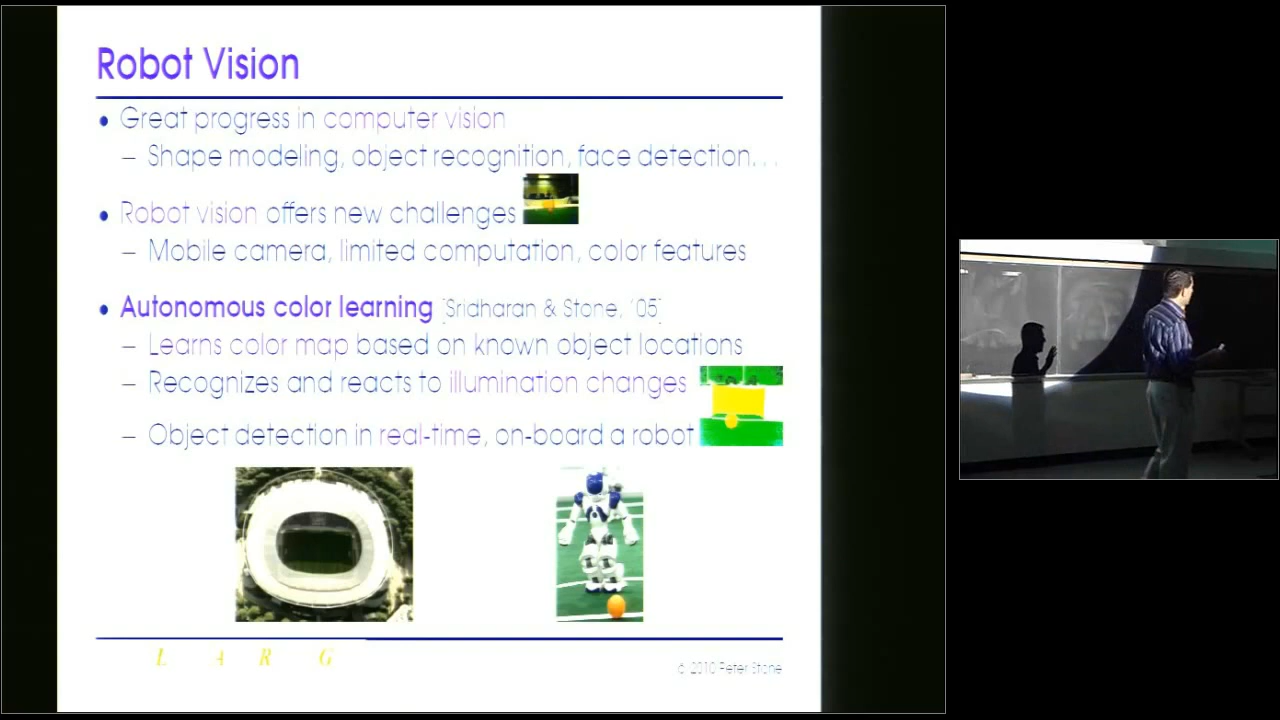 Robot Vision
• Great progress in computer vision
– Shape modeling, object recognition, face detection. . .
• Robot vision offers new challenges
– Mobile camera, limited computation, color features
• Autonomous color learning [Sridharan & Stone, '05]
– Learns color map based on known object locations
– Recognizes and reacts to illumination changes
– Object detection in real-time, on-board a robot
L A R G
© 2010 Peter Stone